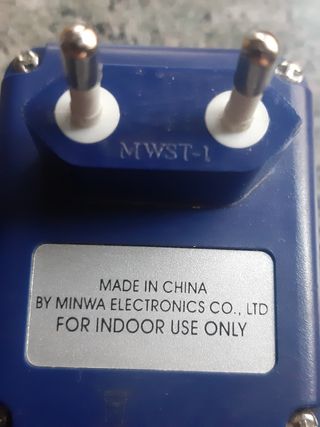 MWST-1
MADE IN CHINA
BY MINWA ELECTRONICS CO., LTD
FOR INDOOR USE ONLY